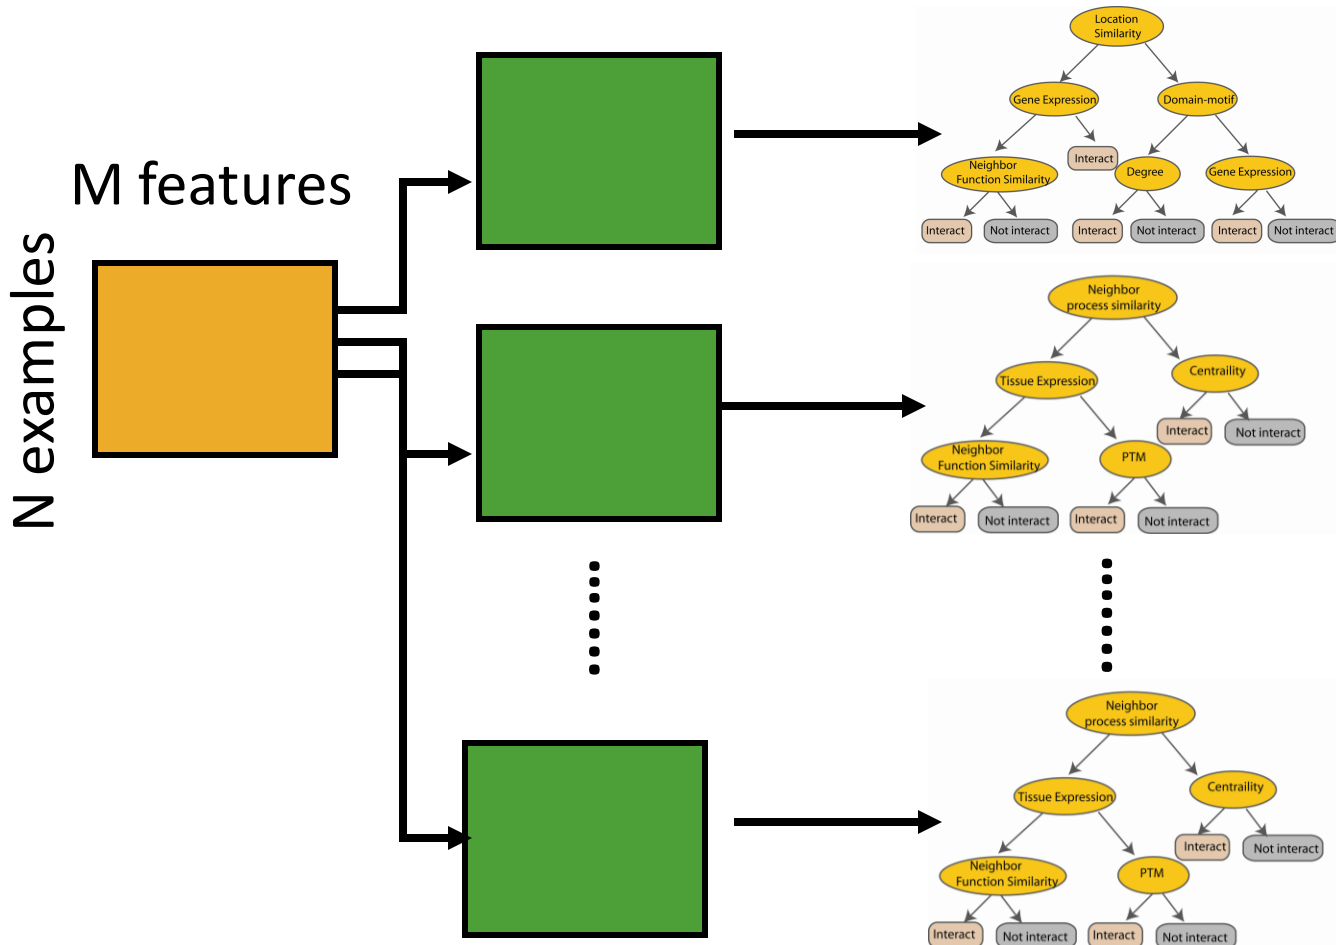 M features
N examples
Location
Similarity
Gene Expression
Domain-motif
Interact
Neighbor
Function Similarity
Degree
Gene Expression
Interact
Not interact
Interact
Not interact
Interact
Not interact
Neighbor
process similarity
Tissue Expression
Centraility
Interact
Not interact
Neighbor
Function Similarity
PTM
Interact
Not interact
Interact
Not interact
Neighbor
process similarity
Tissue Expression
Centraility
Interact
Not interact
Neighbor
Function Similarity
PTM
Interact
Not interact
Interact
Not interact